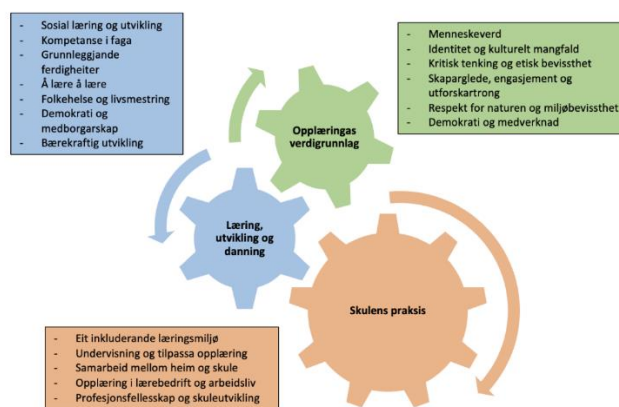 - Sosial læring og utvikling
- Kompetanse i faga
- Grunnleggjande
ferdigheiter
- Å lære å lære
- Folkehelse og livsmestring
- Demokrati og
medborgarskap
- Bærekraftig utvikling
- Menneskeverd
- Identitet og kulturelt mangfald
- Kritisk tenking og etisk bevissthet
- Skaparglede, engasjement og
utforskartrong
- Respekt for naturen og miljøbevissthet
- Demokrati og medverknad
Opplæringas
verdigrunnlag
Læring,
utvikling og
danning
Skulens praksis
- Eit inkluderande læringsmiljø
- Undervisning og tilpassa opplæring
- Samarbeid mellom heim og skule
- Opplæring i lærebedrift og arbeidsliv
- Profesjonsfellesskap og skuleutvikling